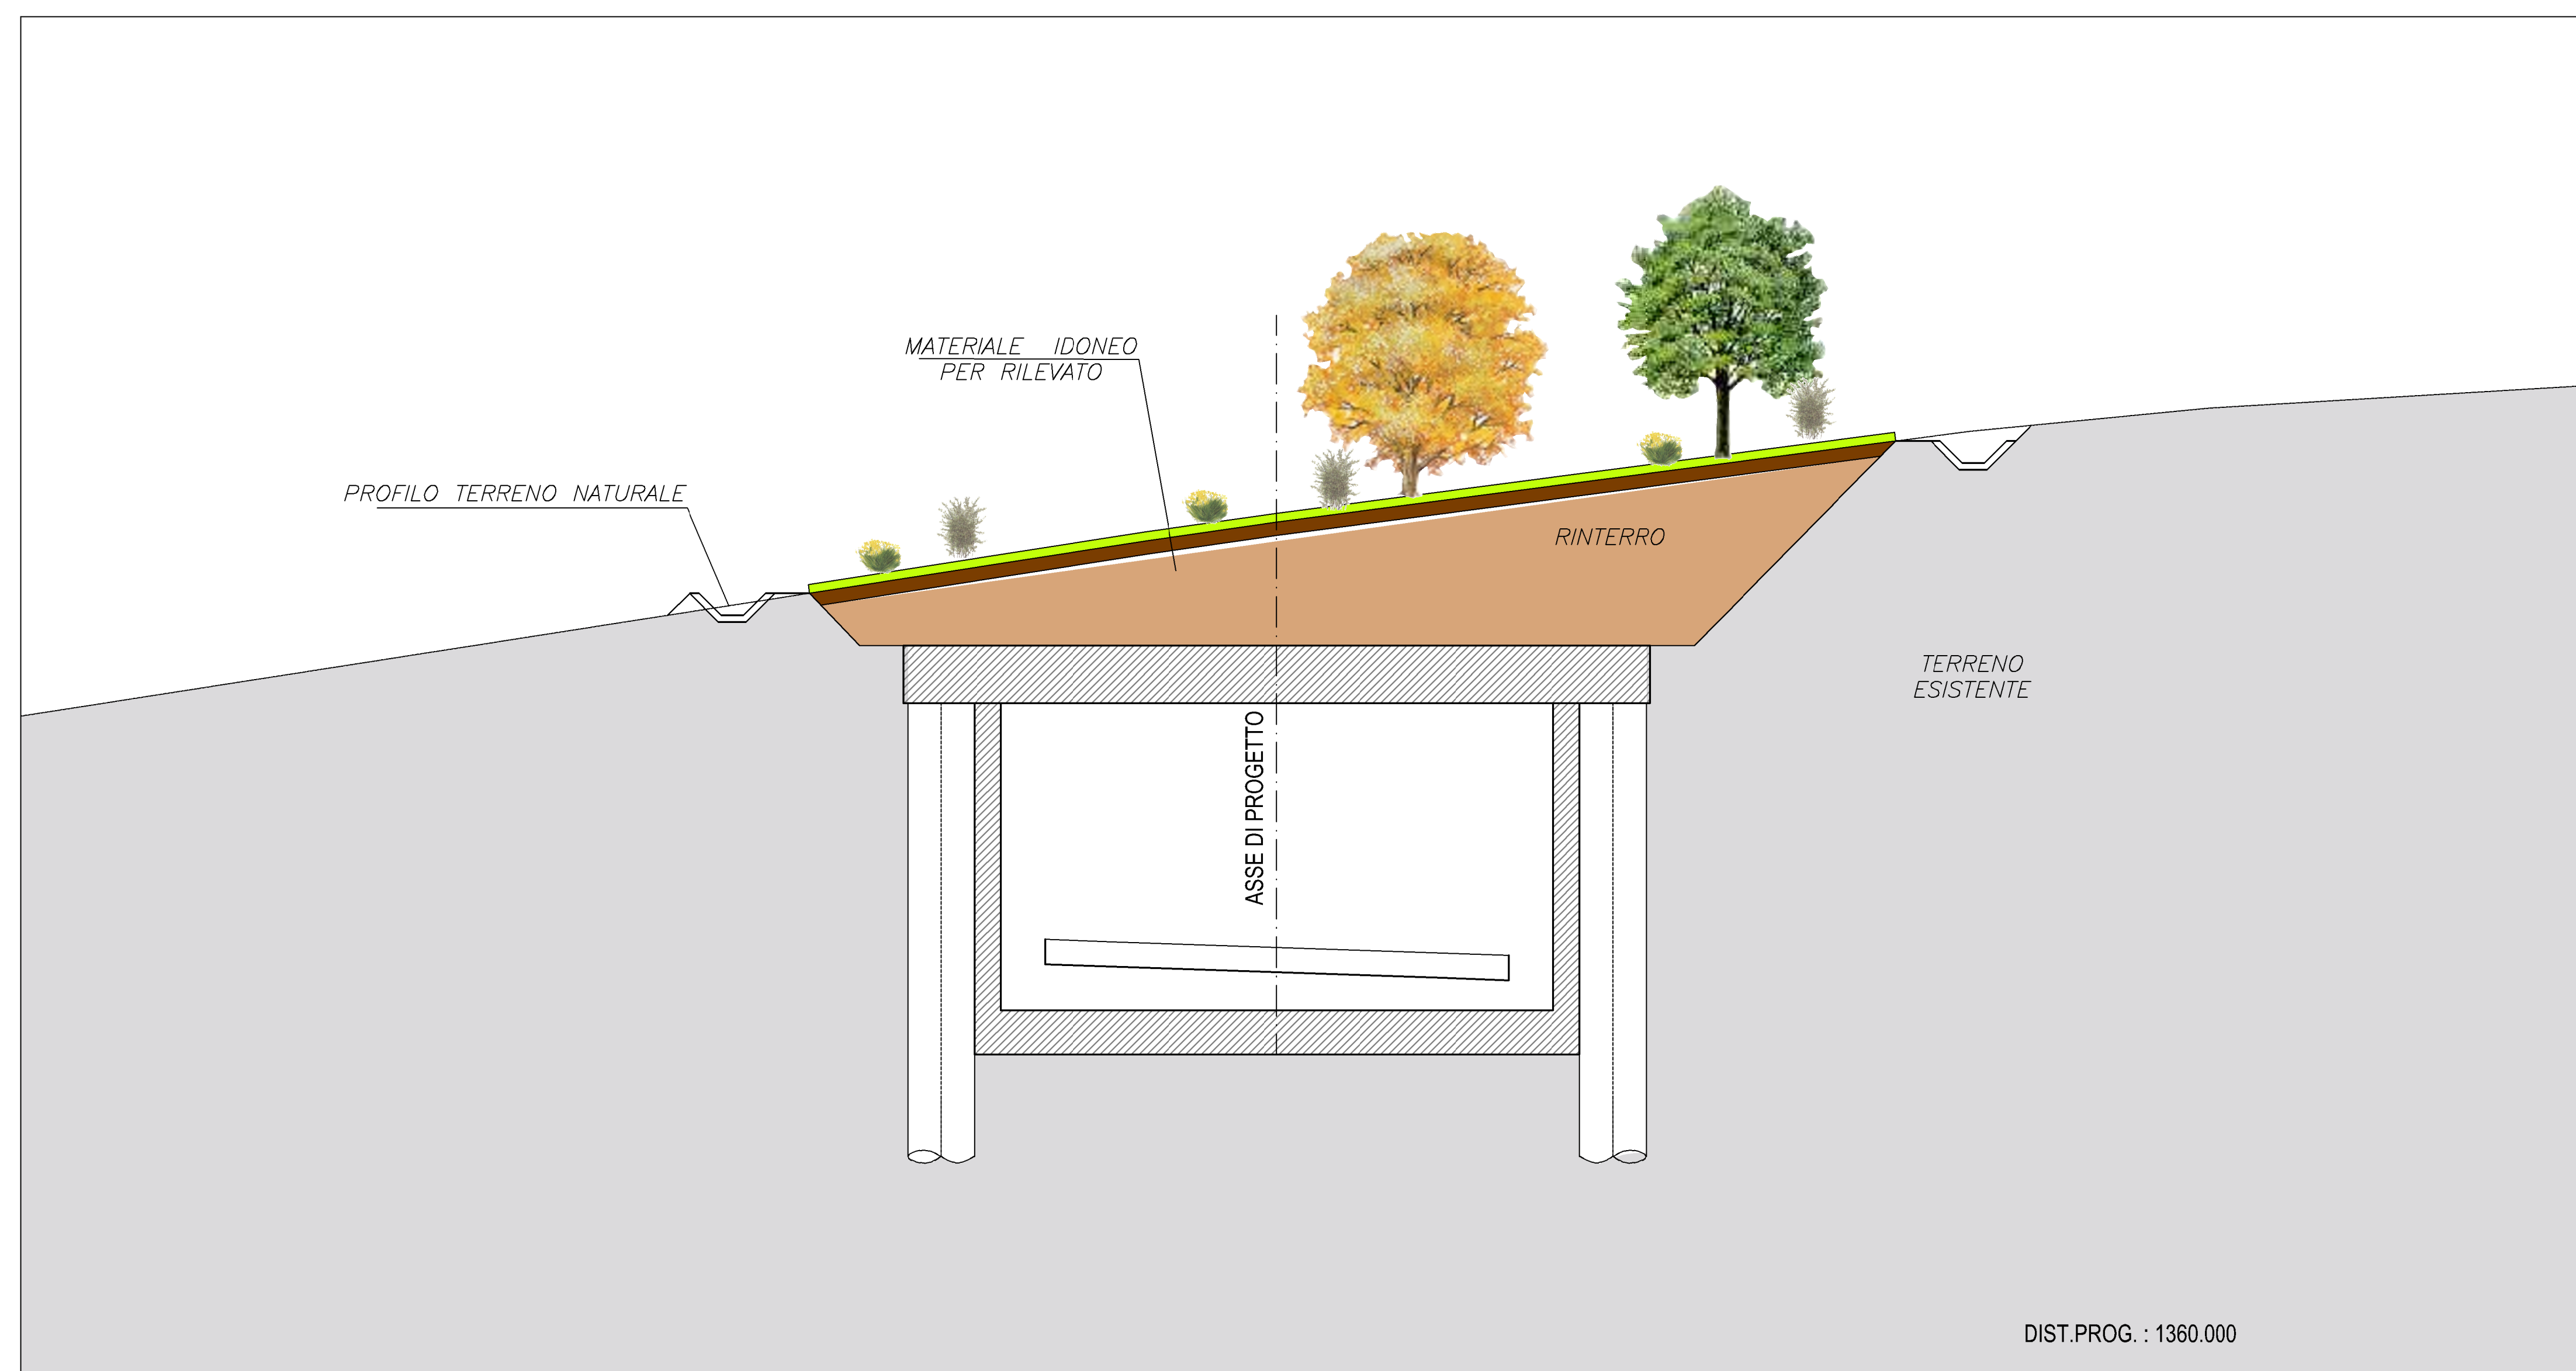 MATERIALE IDONEO
PER RILEVATO
PROFILO TERRENO NATURALE
RINTERRO
TERRENO
ESISTENTE
ASSE DI PROGETTO
DIST.PROG. : 1360.000